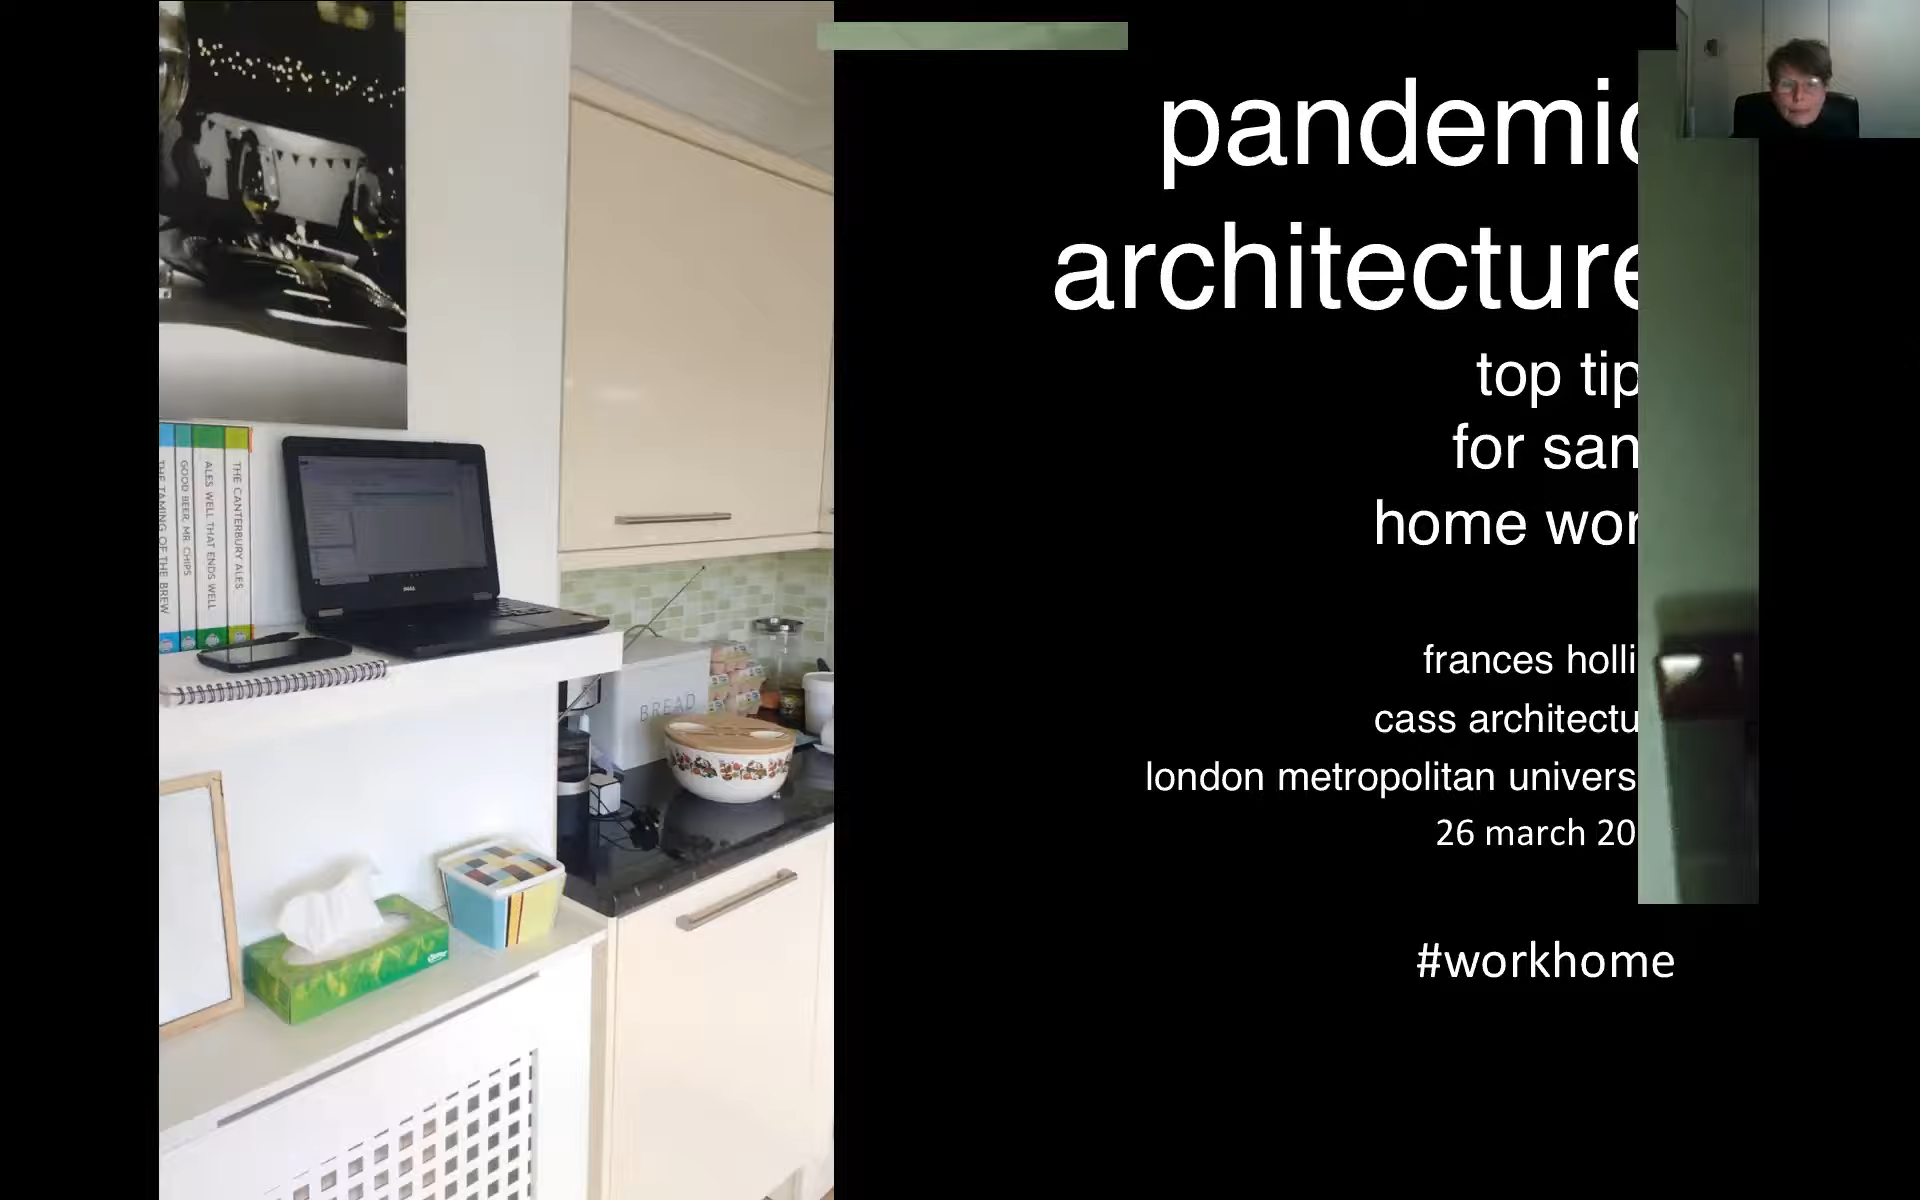 pandemic
architecture
top tip
for san
home wor
frances holli
cass architectu
london metropolitan univers
26 march 20
#workhome
THE TAMING OF THE BREW
GOOD BEER, MR. CHIPS
ALES WELL THAT ENDS WELL
THE CANTERBURY ALES
DELL
BREAD